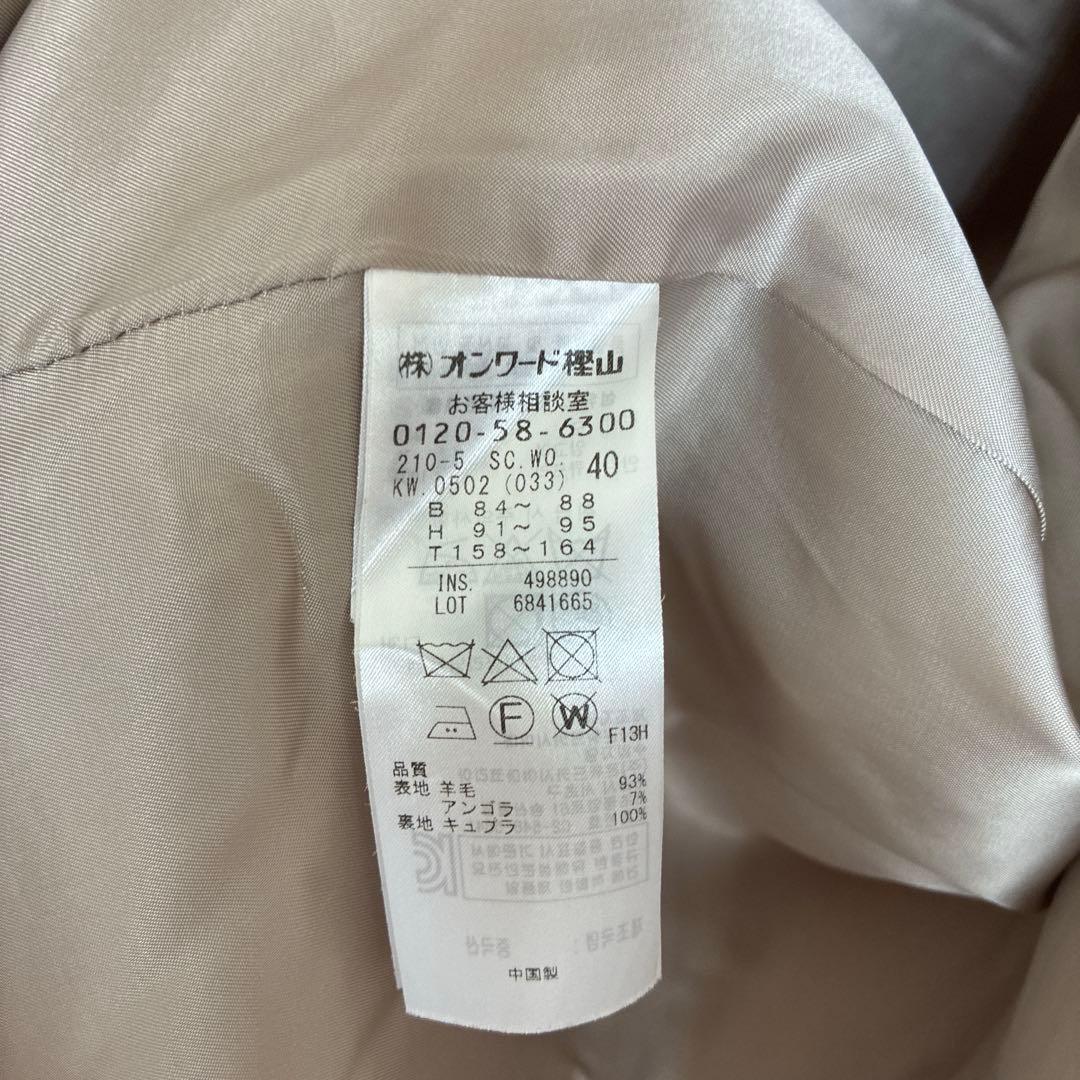 (株)オンワード樫山
お客様相談室
0120-58-6300
210-5 SC.WO. 40
KW.0502(033)
B 84～ 88
H 91～ 95
T158～164
INS. 498890
LOT 6841665
F
W
F13H
品質
表地 羊毛 93%
アンゴラ 7%
裏地 キュプラ 100%
中国製